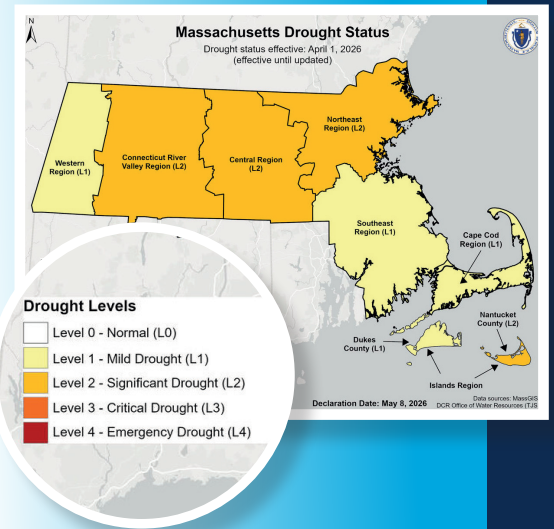 N
Massachusetts Drought Status
Drought status effective: April 1, 2026
(effective until updated)
Northeast
Region (L2)
Western
Region (L1)
Connecticut River
Valley Region (L2)
Central Region
(L2)
Southeast
Region (L1)
Cape Cod
Region (L1)
Nantucket
County (L2)
Dukes
County (L1)
Islands Region
Drought Levels
Level 0 - Normal (L0)
Level 1 - Mild Drought (L1)
Level 2 - Significant Drought (L2)
Level 3 - Critical Drought (L3)
Level 4 - Emergency Drought (L4)
Declaration Date: May 8, 2026
Data sources: MassGIS
DCR Office of Water Resources (TJS